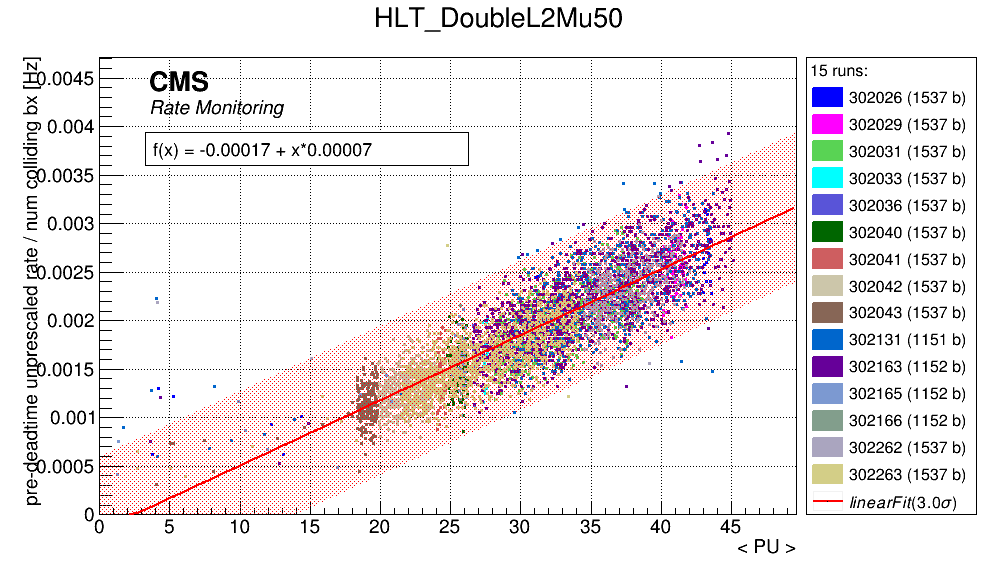 HLT_DoubleL2Mu50
pre-deadtime unprescaled rate / num colliding bx [Hz]
CMS
Rate Monitoring
f(x) = -0.00017 + x*0.00007
0.0045
0.004
0.0035
0.003
0.0025
0.002
0.0015
0.001
0.0005
0
0 5 10 15 20 25 30 35 40 45
< PU >
15 runs:
302026 (1537 b)
302029 (1537 b)
302031 (1537 b)
302033 (1537 b)
302036 (1537 b)
302040 (1537 b)
302041 (1537 b)
302042 (1537 b)
302043 (1537 b)
302131 (1151 b)
302163 (1152 b)
302165 (1152 b)
302166 (1152 b)
302262 (1537 b)
302263 (1537 b)
linearFit(3.0σ)